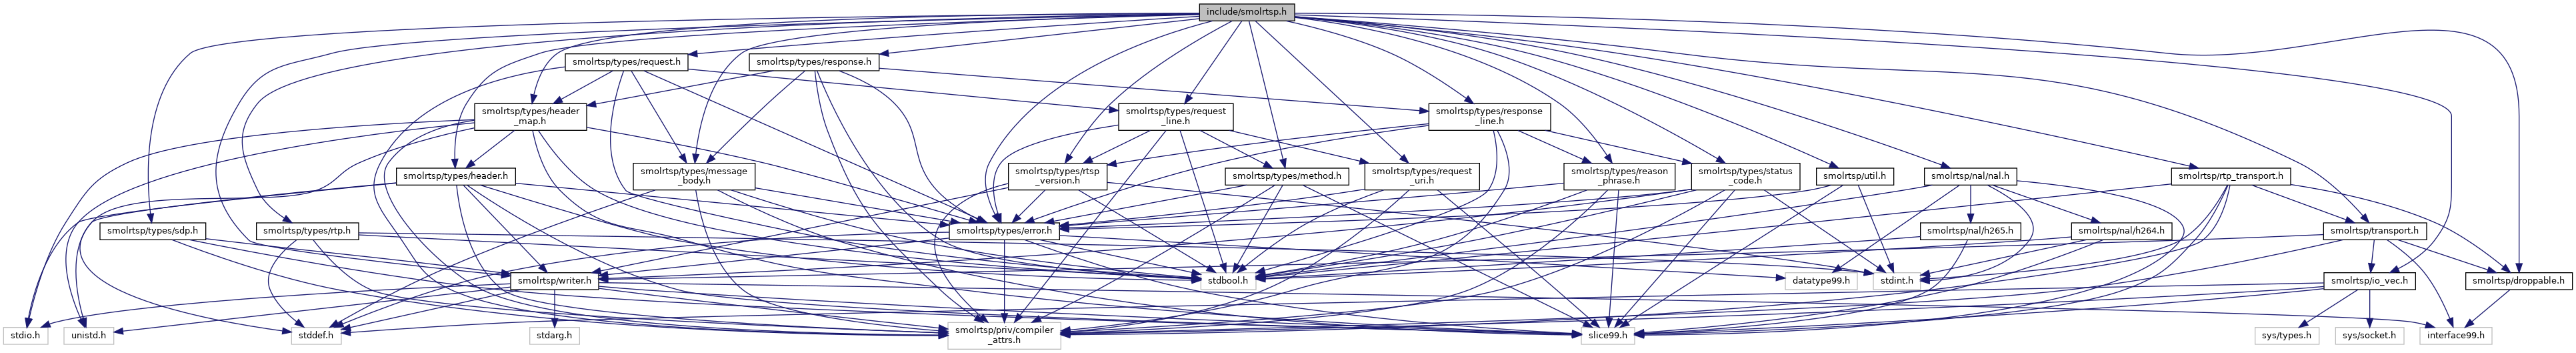 include/smolrtsp.h
smolrtsp/types/request.h
smolrtsp/types/response.h
smolrtsp/types/header
_map.h
smolrtsp/types/request
_line.h
smolrtsp/types/response
_line.h
smolrtsp/types/header.h
smolrtsp/types/message
_body.h
smolrtsp/types/rtsp
_version.h
smolrtsp/types/method.h
smolrtsp/types/request
_uri.h
smolrtsp/types/reason
_phrase.h
smolrtsp/types/status
_code.h
smolrtsp/util.h
smolrtsp/nal/nal.h
smolrtsp/rtp_transport.h
smolrtsp/types/sdp.h
smolrtsp/types/rtp.h
smolrtsp/types/error.h
smolrtsp/nal/h265.h
smolrtsp/nal/h264.h
smolrtsp/transport.h
smolrtsp/writer.h
stdbool.h
datatype99.h
stdint.h
smolrtsp/io_vec.h
smolrtsp/droppable.h
stdio.h
unistd.h
stddef.h
stdarg.h
smolrtsp/priv/compiler
_attrs.h
slice99.h
sys/types.h
sys/socket.h
interface99.h